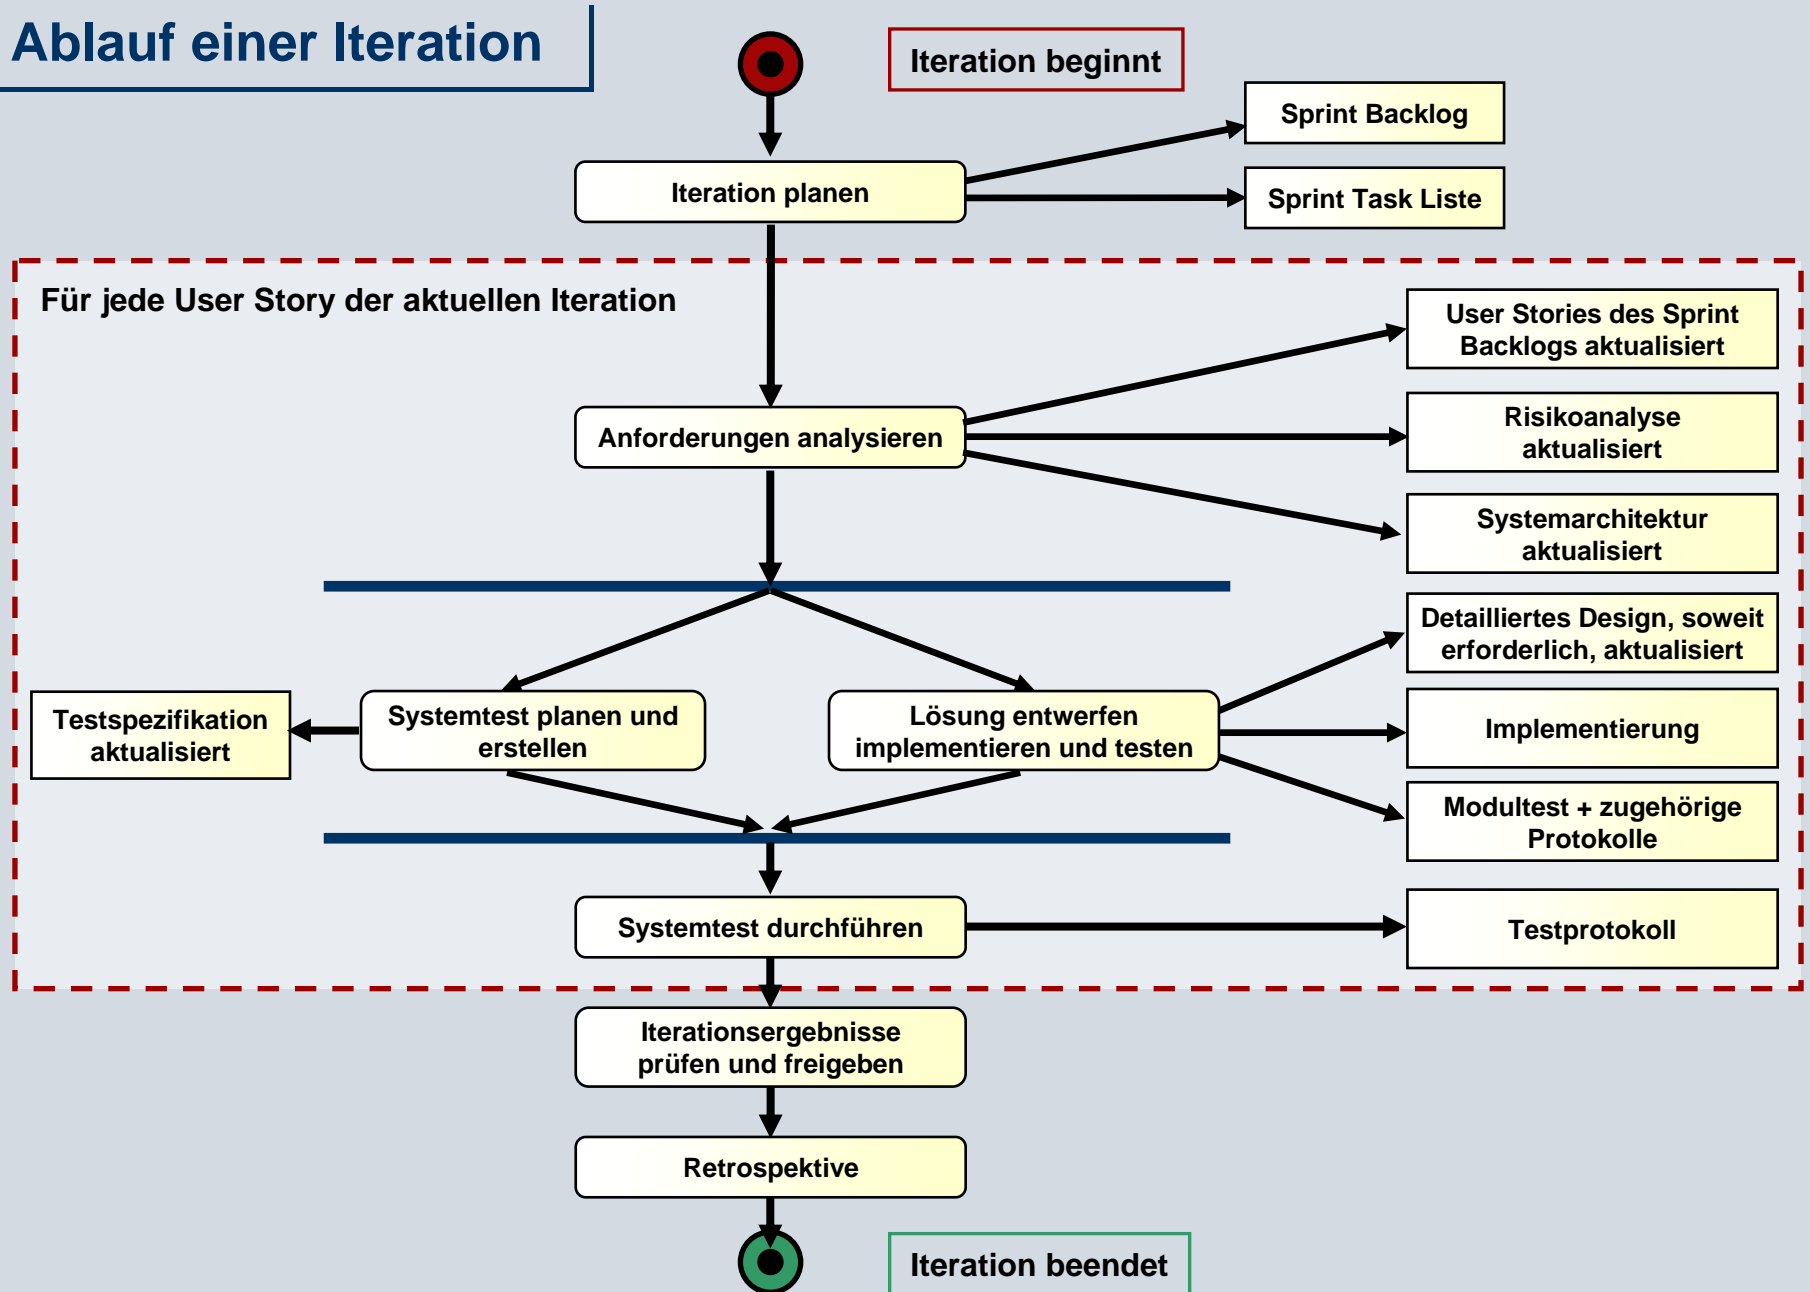 Ablauf einer Iteration
Iteration beginnt
Sprint Backlog
Iteration planen
Sprint Task Liste
Für jede User Story der aktuellen Iteration
User Stories des Sprint
Backlogs aktualisiert
Anforderungen analysieren
Risikoanalyse
aktualisiert
Systemarchitektur
aktualisiert
Detailliertes Design, soweit
erforderlich, aktualisiert
Testspezifikation
aktualisiert
Systemtest planen und
erstellen
Lösung entwerfen
implementieren und testen
Implementierung
Modultest + zugehörige
Protokolle
Systemtest durchführen
Testprotokoll
Iterationsergebnisse
prüfen und freigeben
Retrospektive
Iteration beendet